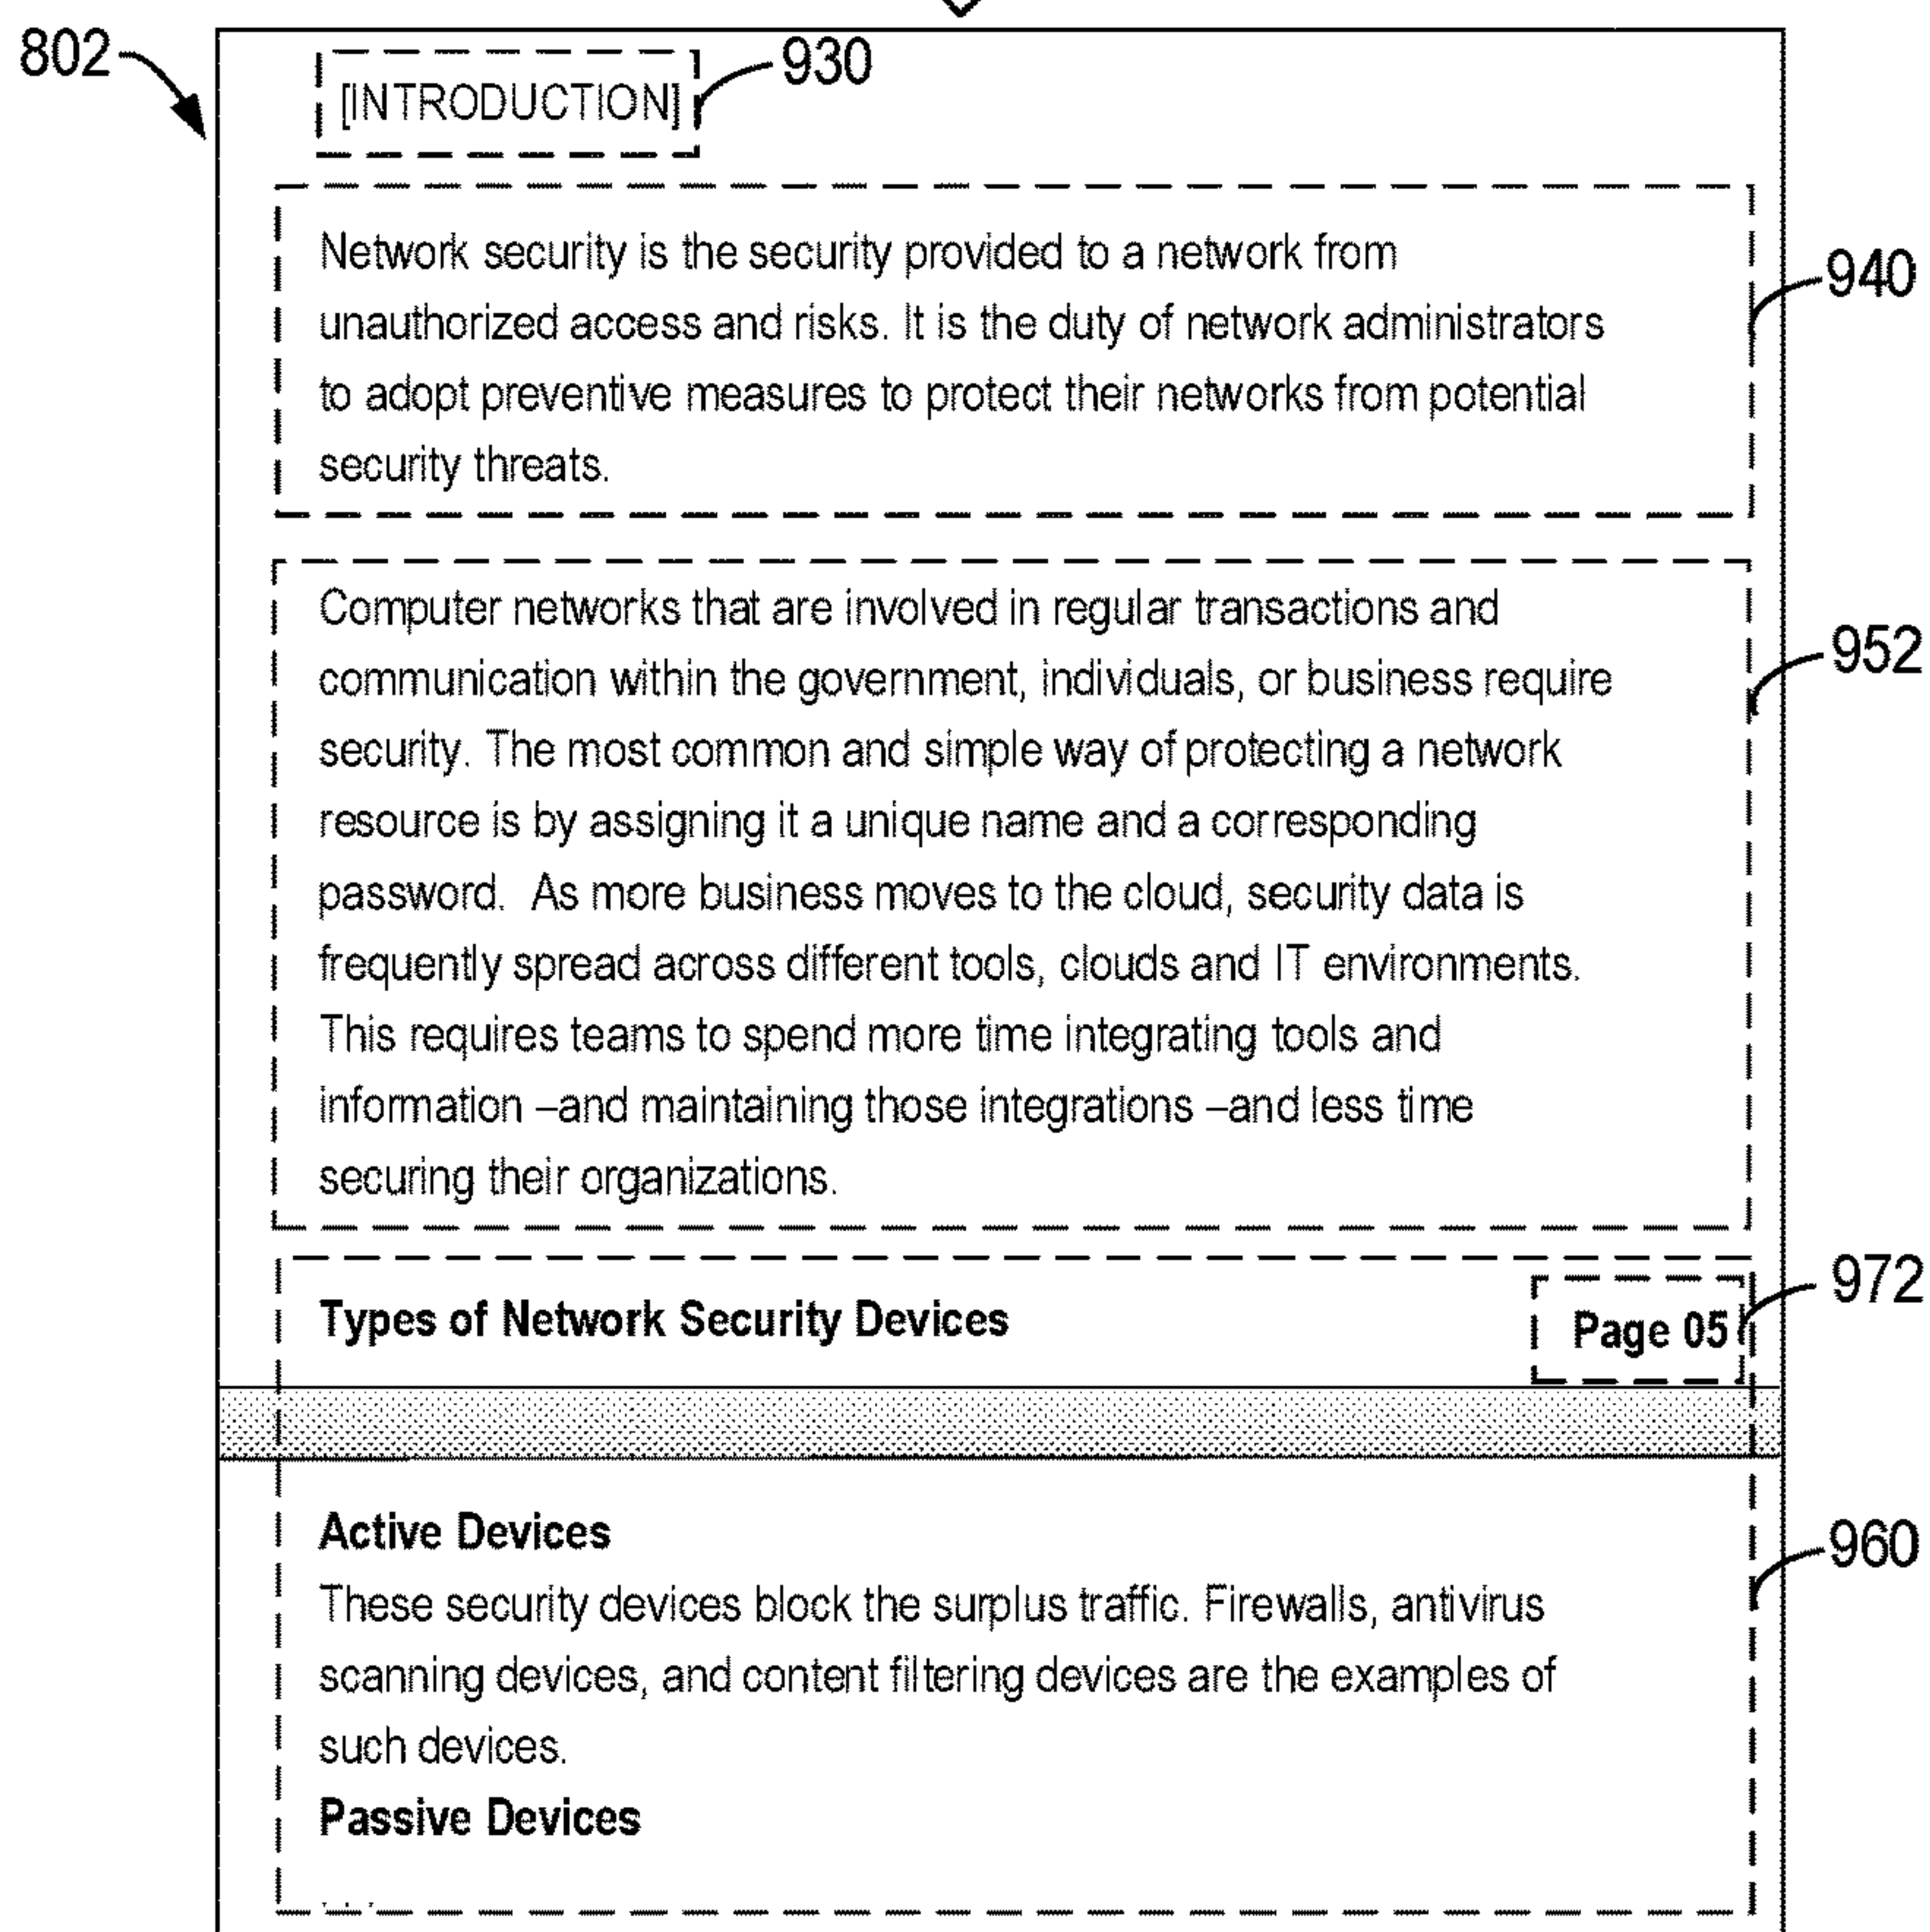 802
[INTRODUCTION]
930
Network security is the security provided to a network from
unauthorized access and risks. It is the duty of network administrators
to adopt preventive measures to protect their networks from potential
security threats.
940
Computer networks that are involved in regular transactions and
communication within the government, individuals, or business require
security. The most common and simple way of protecting a network
resource is by assigning it a unique name and a corresponding
password.  As more business moves to the cloud, security data is
frequently spread across different tools, clouds and IT environments.
This requires teams to spend more time integrating tools and
information –and maintaining those integrations –and less time
securing their organizations.
952
Types of Network Security Devices
Page 05
972
Active Devices
These security devices block the surplus traffic. Firewalls, antivirus
scanning devices, and content filtering devices are the examples of
such devices.
Passive Devices
. . .
960